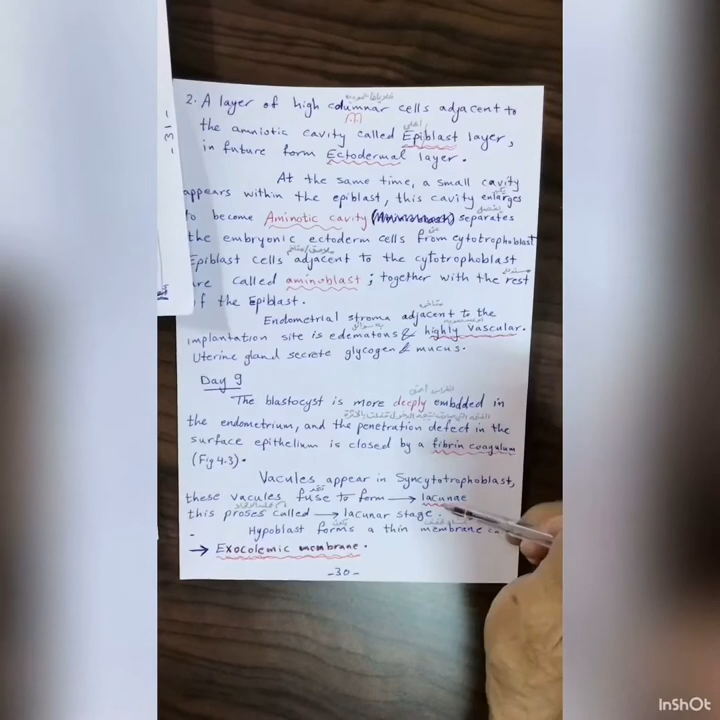 2. A layer of high columnar cells adjacent to
the amniotic cavity called Epiblast layer,
in future form Ectodermal layer.
At the same time, a small cavity
appears within the epiblast, this cavity enlarges
to become Aminotic cavity separates
the embryonic ectoderm cells from cytotrophoblast
Epiblast cells adjacent to the cytotrophoblast
are called aminoblast; together with the rest
of the Epiblast.
Endometrial stroma adjacent to the
implantation site is edematons & highly vascular.
Uterine gland secrete glycogen & mucus.
Day 9
The blastocyst is more deeply embdded in
the endometrium, and the penetration defect in the
surface epithelium is closed by a fibrin coagulum
(Fig 4.3).
Vacules appear in Syncytotrophoblast,
these vacules fuse to form → lacunae
this proses called → lacunar stage.
Hypoblast forms a thin membrane
→ Exocolemic membrane.
-30-
InShOt